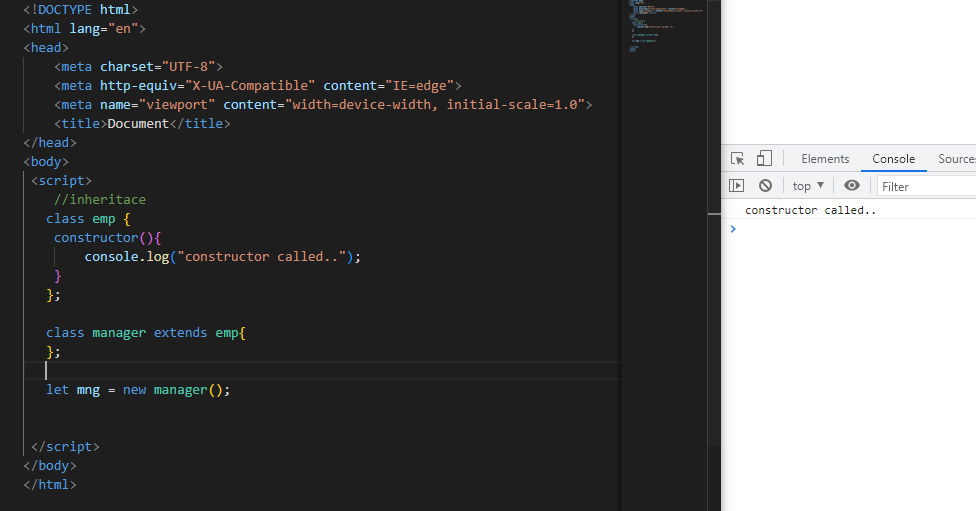 <!DOCTYPE html>
<html lang="en">
<head>
    <meta charset="UTF-8">
    <meta http-equiv="X-UA-Compatible" content="IE=edge">
    <meta name="viewport" content="width=device-width, initial-scale=1.0">
    <title>Document</title>
</head>
<body>
 <script>
    //inheritace
   class emp {
    constructor(){
        console.log("constructor called..");
    }
   };
   class manager extends emp{
   };
   let mng = new manager();
 </script>
</body>
</html>
Elements Console Source
top ▼ Filter
constructor called..
>